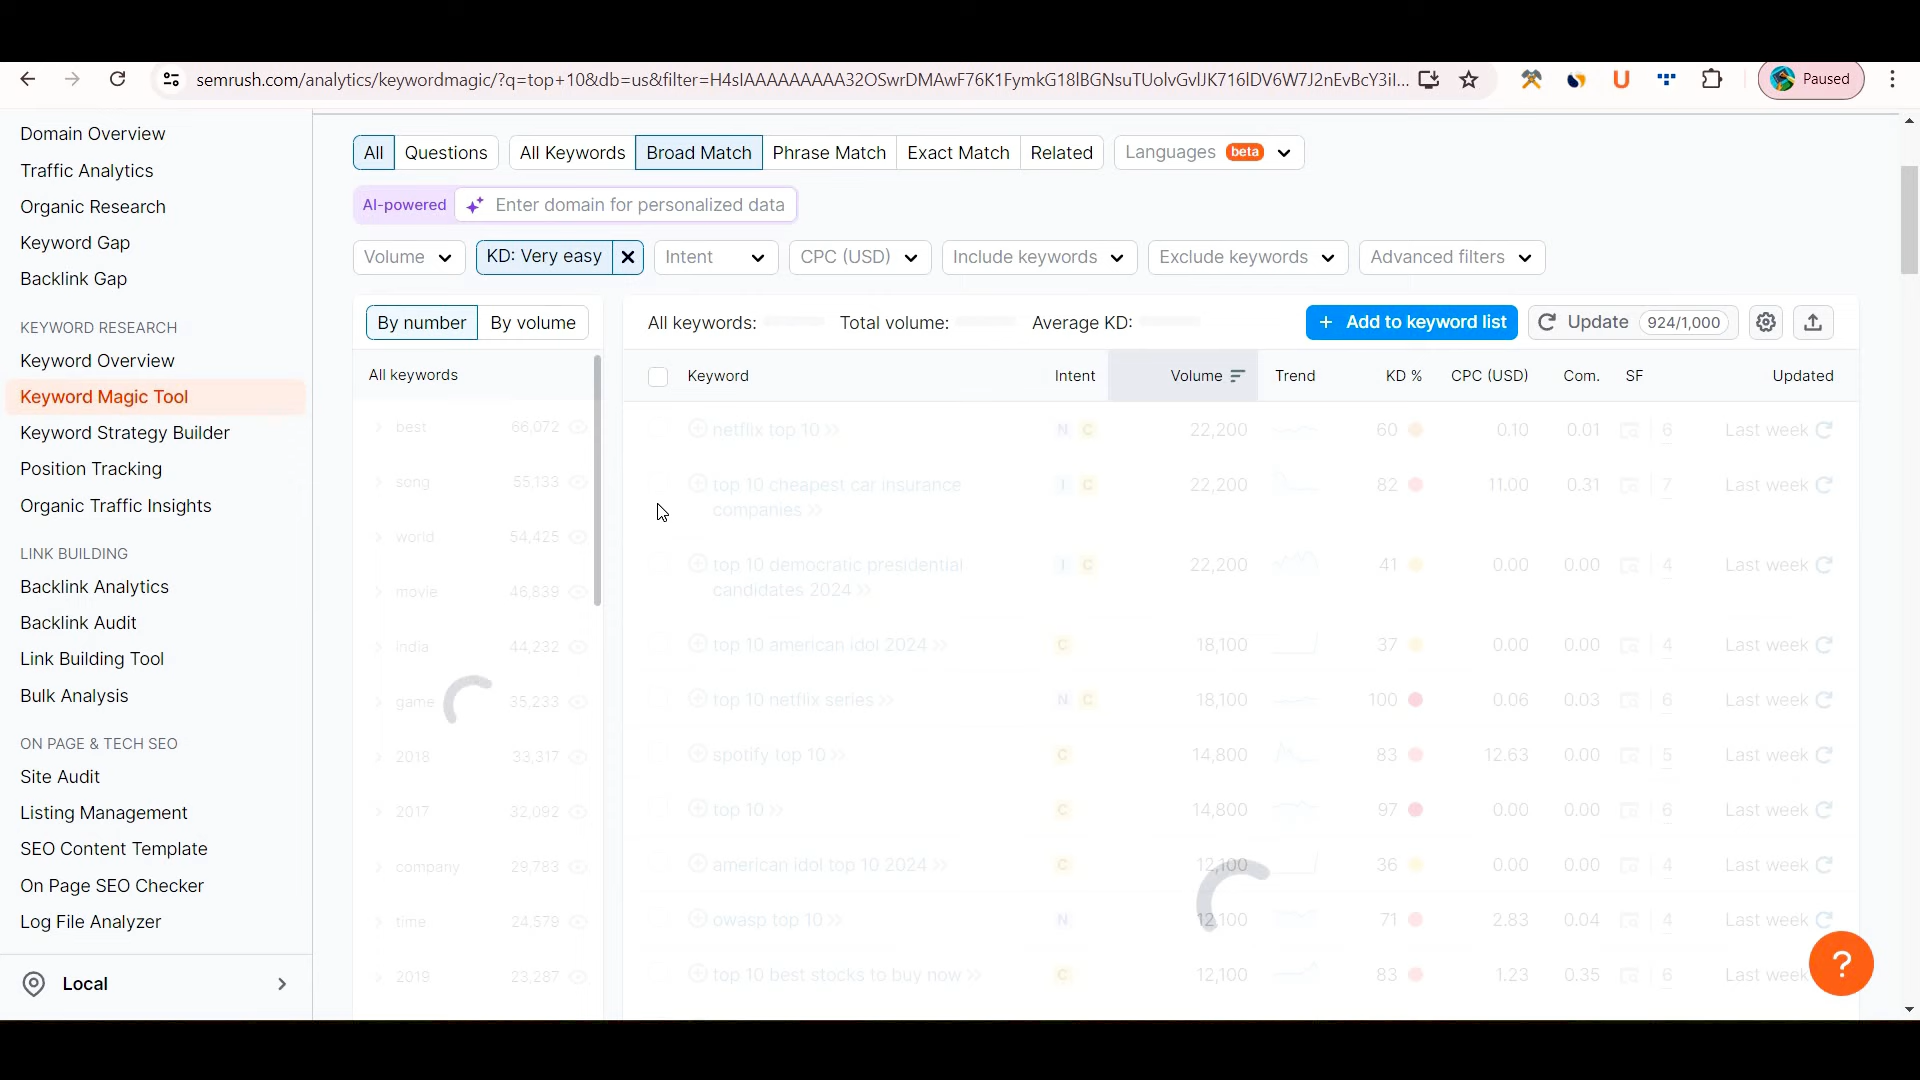 semrush.com/analytics/keywordmagic/?q=top+10&db=us&filter=H4sIAAAAAAAAA32OSwrDMAwF76K1FymkG18lBGNsuTUolvGvlJK716lDV6W7J2nEvBcY3iI... Paused
Domain Overview
Traffic Analytics
Organic Research
Keyword Gap
Backlink Gap
KEYWORD RESEARCH
Keyword Overview
Keyword Magic Tool
Keyword Strategy Builder
Position Tracking
Organic Traffic Insights
LINK BUILDING
Backlink Analytics
Backlink Audit
Link Building Tool
Bulk Analysis
ON PAGE & TECH SEO
Site Audit
Listing Management
SEO Content Template
On Page SEO Checker
Log File Analyzer
Local
All Questions All Keywords Broad Match Phrase Match Exact Match Related Languages beta
AI-powered Enter domain for personalized data
Volume KD: Very easy Intent CPC (USD) Include keywords Exclude keywords Advanced filters
By number By volume
All keywords
best 66,072
song 55,133
world 54,425
movie 46,839
india 44,232
game 35,233
2018 33,317
2017 32,092
company 29,783
time 24,579
2019 23,287
All keywords: Total volume: Average KD: + Add to keyword list Update 924/1,000
Keyword Intent Volume Trend KD % CPC (USD) Com. SF Updated
netflix top 10 N C 22,200 60 0.10 0.01 6 Last week
top 10 cheapest car insurance I C 22,200 82 11.00 0.31 7 Last week
companies
top 10 democratic presidential I C 22,200 41 0.00 0.00 4 Last week
candidates 2024
top 10 american idol 2024 C 18,100 37 0.00 0.00 4 Last week
top 10 netflix series N C 18,100 100 0.06 0.03 6 Last week
spotify top 10 C 14,800 83 12.63 0.00 5 Last week
top 10 C 14,800 97 0.00 0.00 6 Last week
american idol top 10 2024 C 12,100 36 0.00 0.00 4 Last week
owasp top 10 N 12,100 71 2.83 0.04 4 Last week
top 10 best stocks to buy now C 12,100 83 1.23 0.35 6 Last week
?